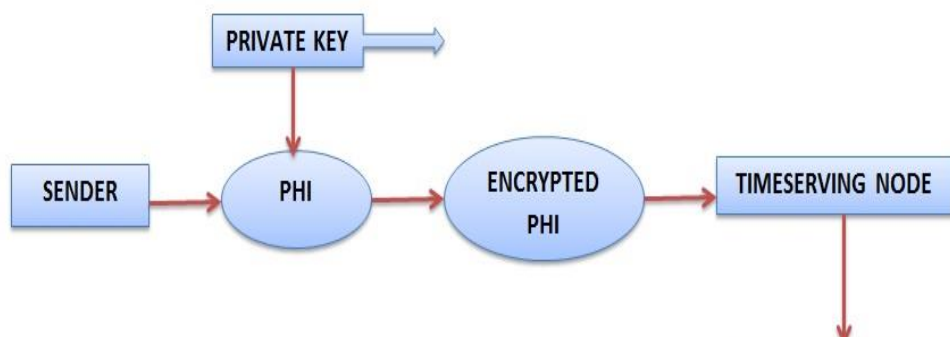 PRIVATE KEY
SENDER
PHI
ENCRYPTED
PHI
TIMESERVING NODE